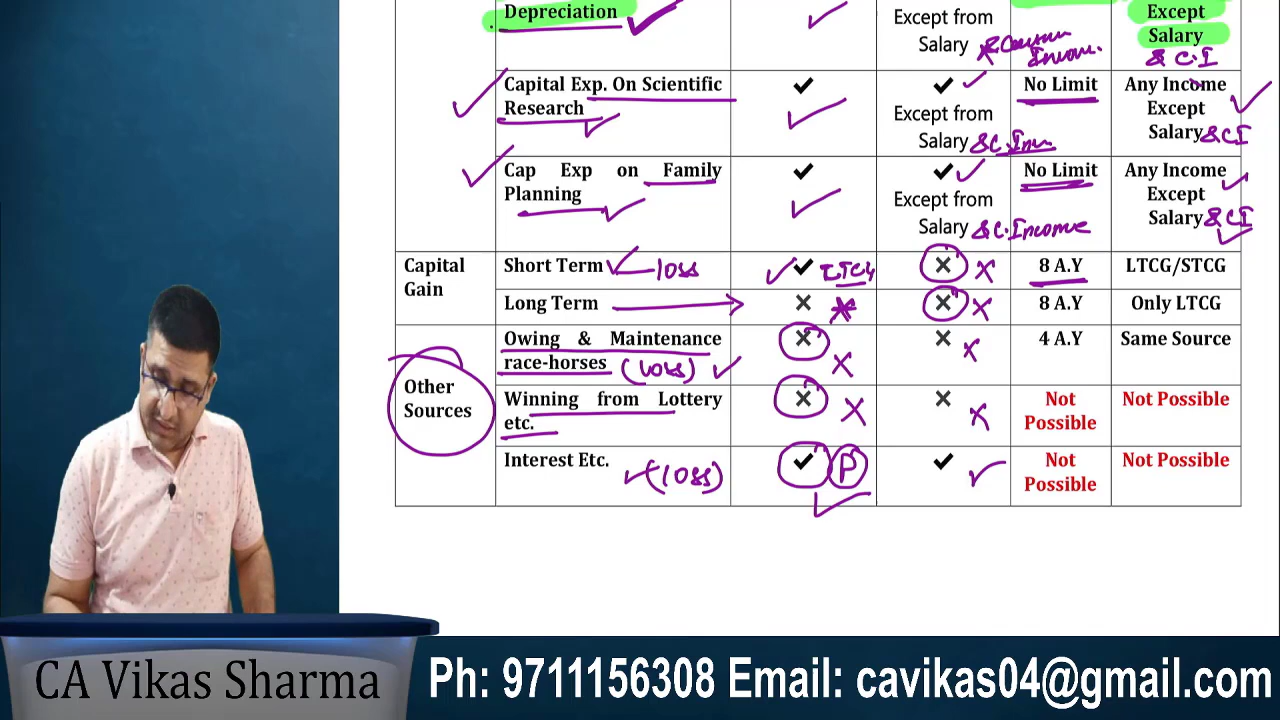 Depreciation
Except from
Salary
Income.
Except
Salary
& C.I
Capital Exp. On Scientific
Research
Except from
Salary &
No Limit
Any Income
Except
Salary & CI
Cap Exp on Family
Planning
Except from
Salary & C.Income
No Limit
Any Income
Except
Salary & CI
Capital
Gain
Short Term loss
8 A.Y
LTCG/STCG
Long Term
8 A.Y
Only LTCG
Other
Sources
Owing & Maintenance
race-horses (loss)
4 A.Y
Same Source
Winning from Lottery
etc.
Not
Possible
Not Possible
Interest Etc.
(loss)
P
Not
Possible
Not Possible
CA Vikas Sharma
Ph: 9711156308 Email: cavikas04@gmail.com